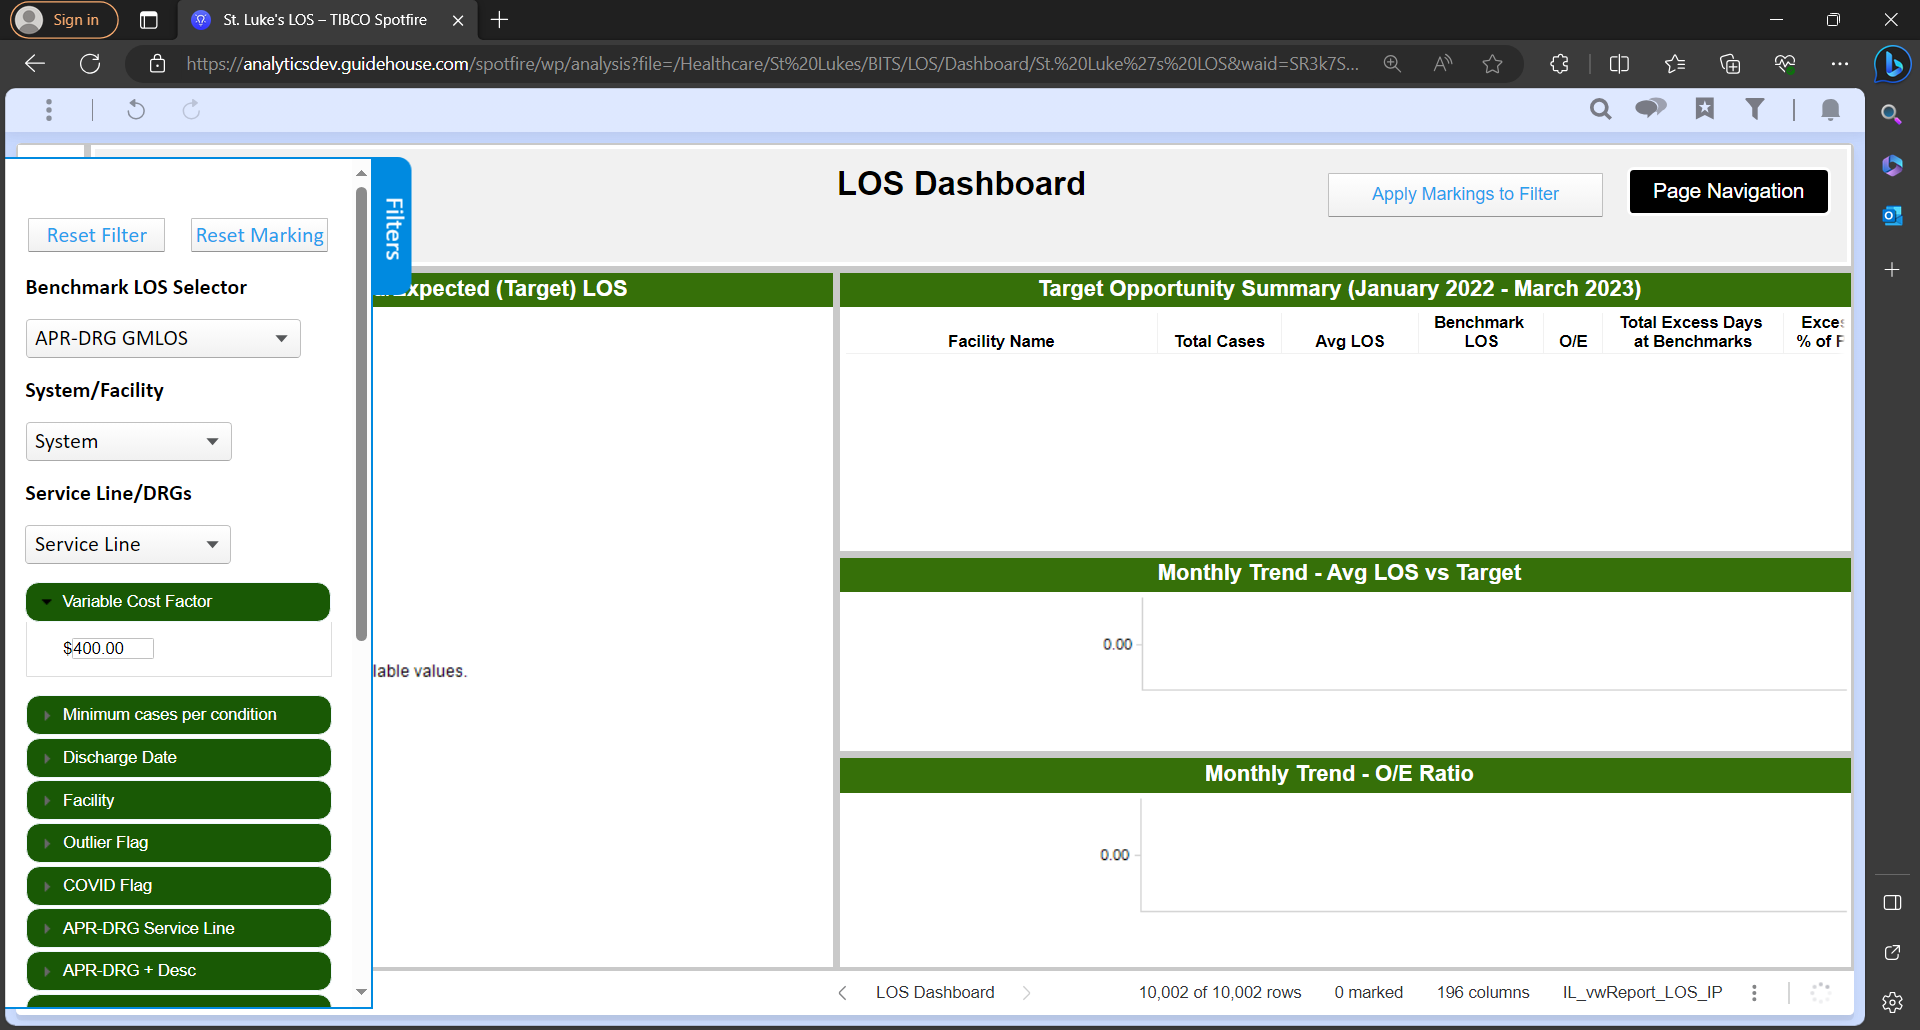 Sign in
St. Luke's LOS – TIBCO Spotfire
https://analyticsdev.guidehouse.com/spotfire/wp/analysis?file=/Healthcare/St%20Lukes/BITS/LOS/Dashboard/St.%20Luke%27s%20LOS&waid=SR3k7S...
LOS Dashboard
Apply Markings to Filter
Page Navigation
Filters
Reset Filter
Reset Marking
Benchmark LOS Selector
APR-DRG GMLOS
System/Facility
System
Service Line/DRGs
Service Line
Variable Cost Factor
$400.00
Minimum cases per condition
Discharge Date
Facility
Outlier Flag
COVID Flag
APR-DRG Service Line
APR-DRG + Desc
Expected (Target) LOS
lable values.
Target Opportunity Summary (January 2022 - March 2023)
Facility Name
Total Cases
Avg LOS
Benchmark
LOS
O/E
Total Excess Days
at Benchmarks
Exces
% of P
Monthly Trend - Avg LOS vs Target
0.00
Monthly Trend - O/E Ratio
0.00
LOS Dashboard
10,002 of 10,002 rows
0 marked
196 columns
IL_vwReport_LOS_IP